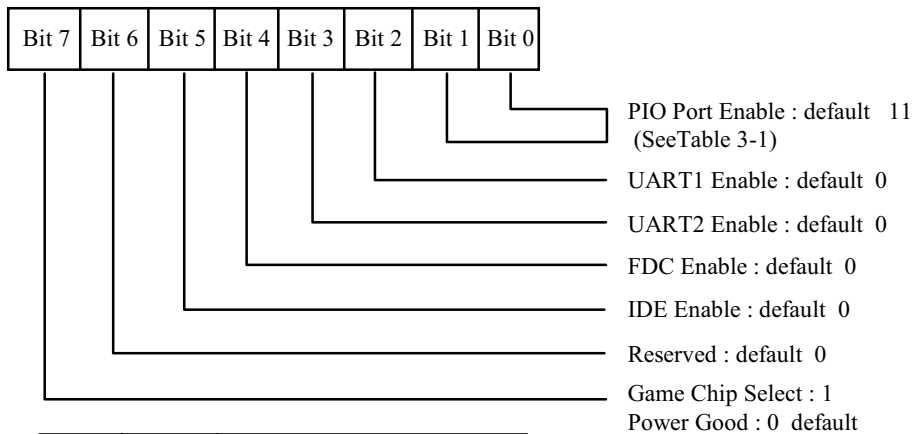 Bit 7 Bit 6 Bit 5 Bit 4 Bit 3 Bit 2 Bit 1 Bit 0
PIO Port Enable : default 11
(SeeTable 3-1)
UART1 Enable : default 0
UART2 Enable : default 0
FDC Enable : default 0
IDE Enable : default 0
Reserved : default 0
Game Chip Select : 1
Power Good : 0 default